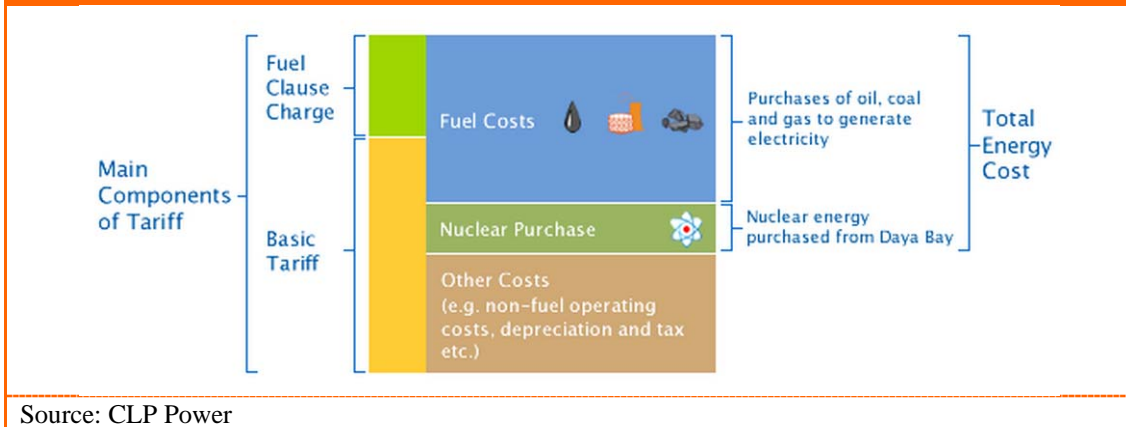 Main
Components
of Tariff
Fuel
Clause
Charge
Basic
Tariff
Fuel Costs
Nuclear Purchase
Other Costs
(e.g. non-fuel operating
costs, depreciation and tax
etc.)
Purchases of oil, coal
and gas to generate
electricity
Nuclear energy
purchased from Daya Bay
Total
Energy
Cost
Source: CLP Power